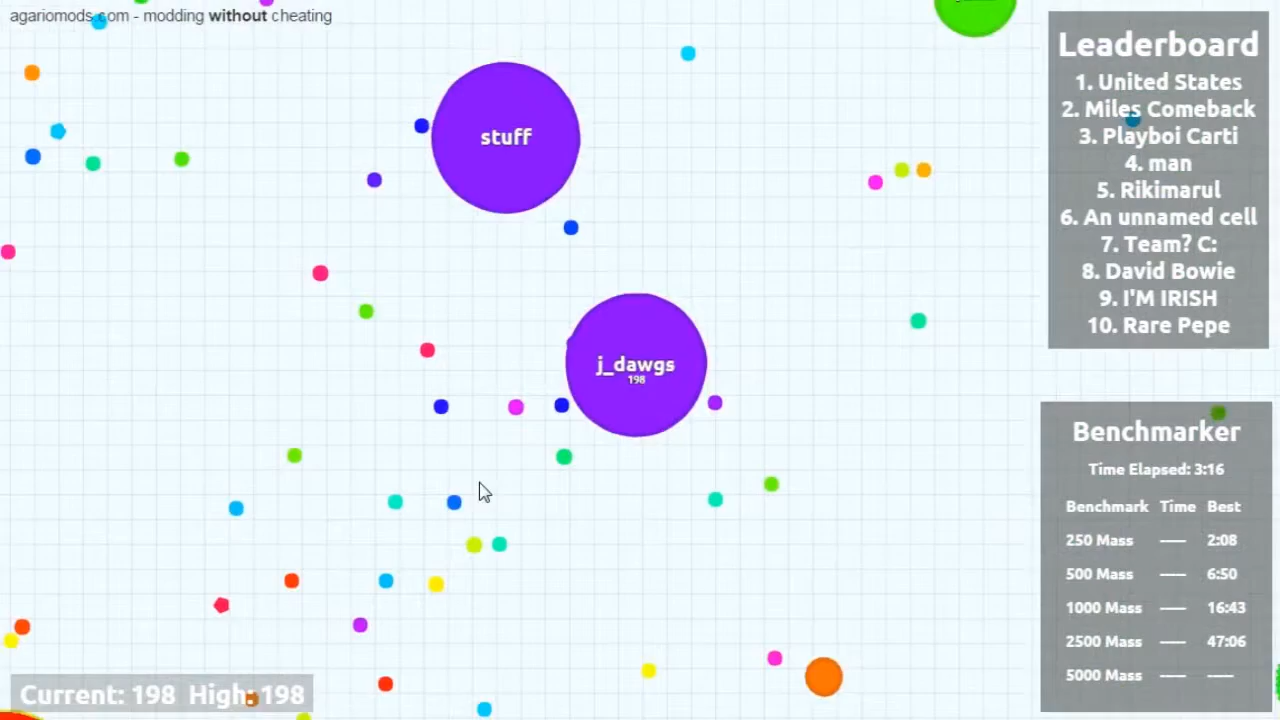 agariomods.com - modding without cheating
stuff
j_dawgs
198
Leaderboard
1. United States
2. Miles Comeback
3. Playboi Carti
4. man
5. Rikimarul
6. An unnamed cell
7. Team? C:
8. David Bowie
9. I'M IRISH
10. Rare Pepe
Benchmarker
Time Elapsed: 3:16
Benchmark Time Best
250 Mass —— 2:08
500 Mass —— 6:50
1000 Mass —— 16:43
2500 Mass —— 47:06
5000 Mass —— ——
Current: 198 High: 198